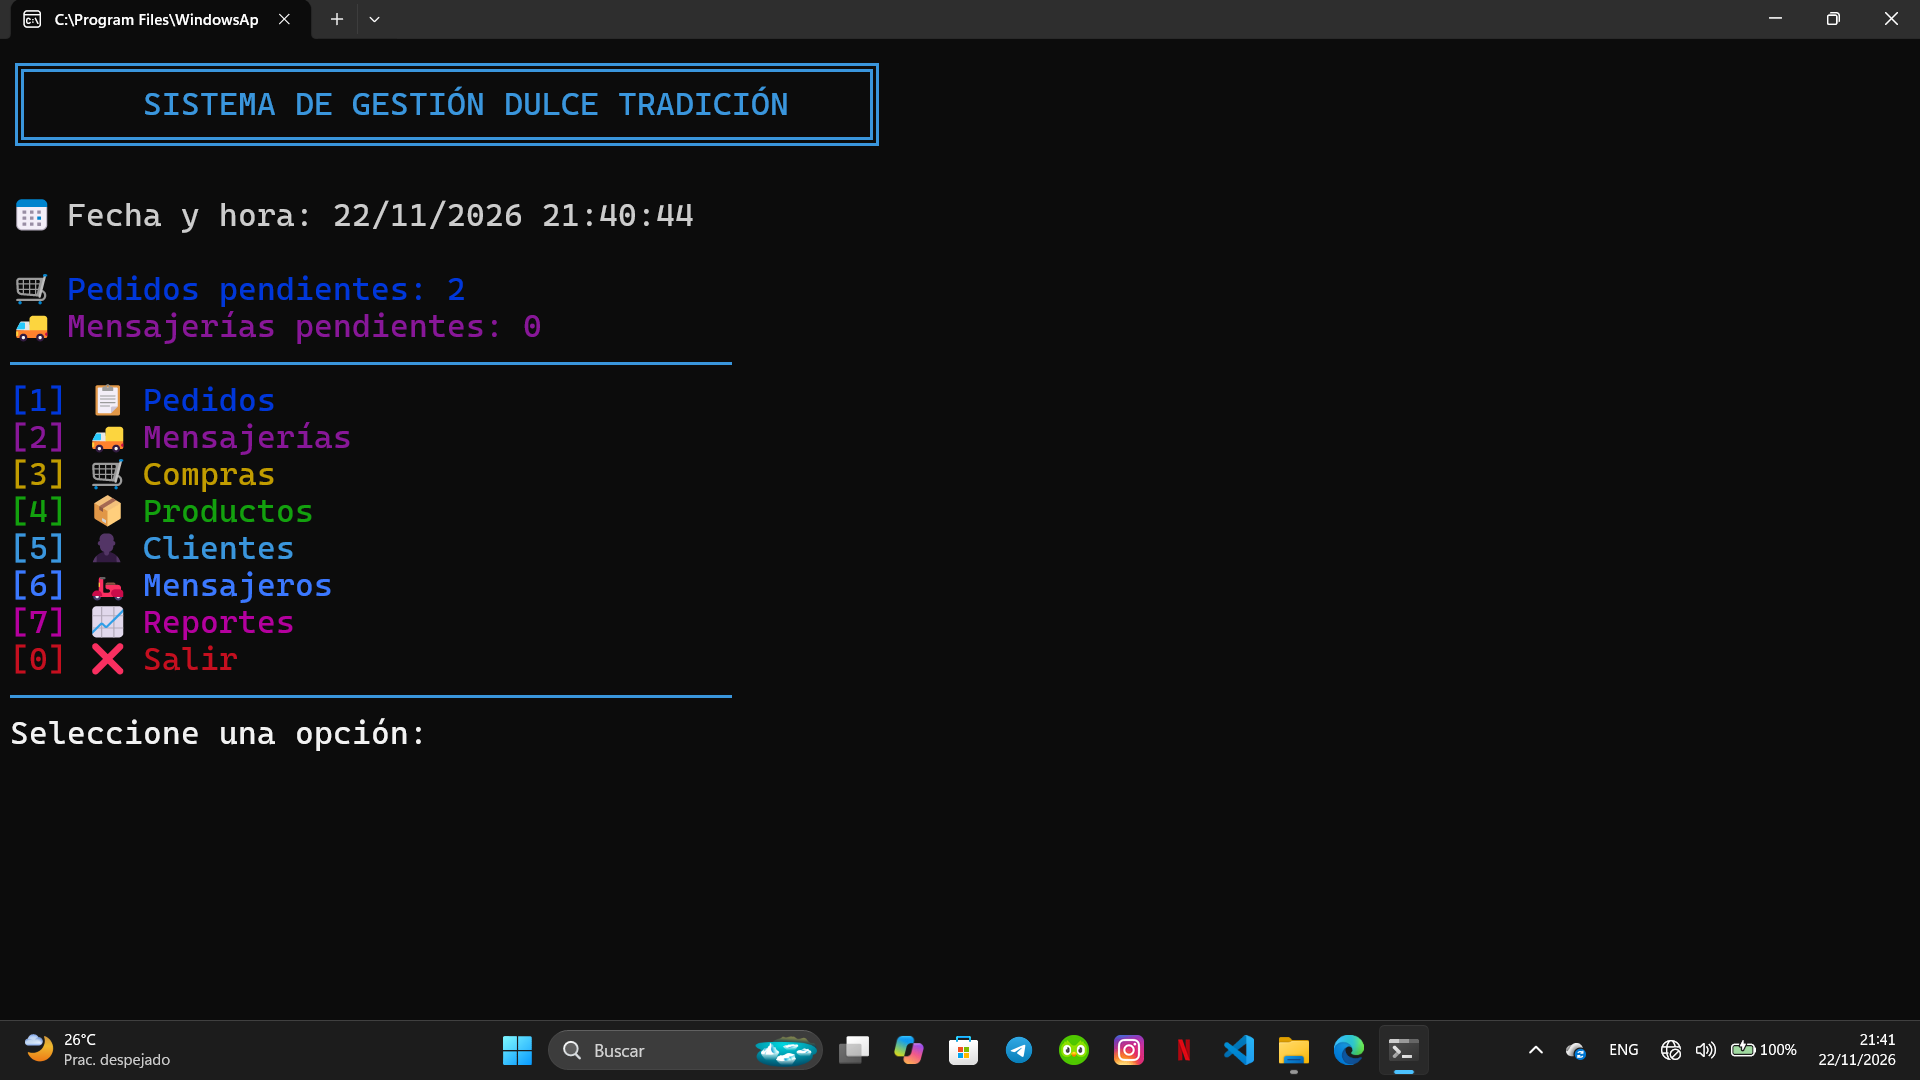 C:\Program Files\WindowsAp
SISTEMA DE GESTIÓN DULCE TRADICIÓN
Fecha y hora: 22/11/2026 21:40:44
Pedidos pendientes: 2
Mensajerías pendientes: 0
[1] Pedidos
[2] Mensajerías
[3] Compras
[4] Productos
[5] Clientes
[6] Mensajeros
[7] Reportes
[0] Salir
Seleccione una opción:
26°C
Prac. despejado
Buscar
ENG
100%
21:41
22/11/2026